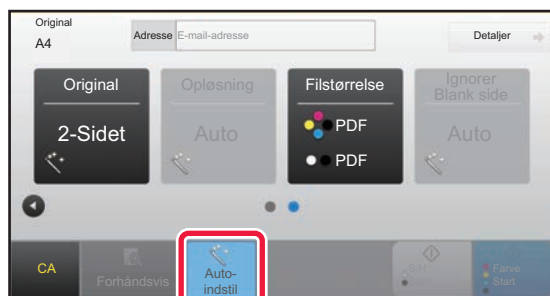 Original
A4
Adresse E-mail-adresse
Detaljer
Original
2-Sidet
Opløsning
Auto
Filstørrelse
PDF
PDF
Ignorer
Blank side
Auto
CA
Forhåndsvis
Auto-
indstil
S/H
Start
Farve
Start